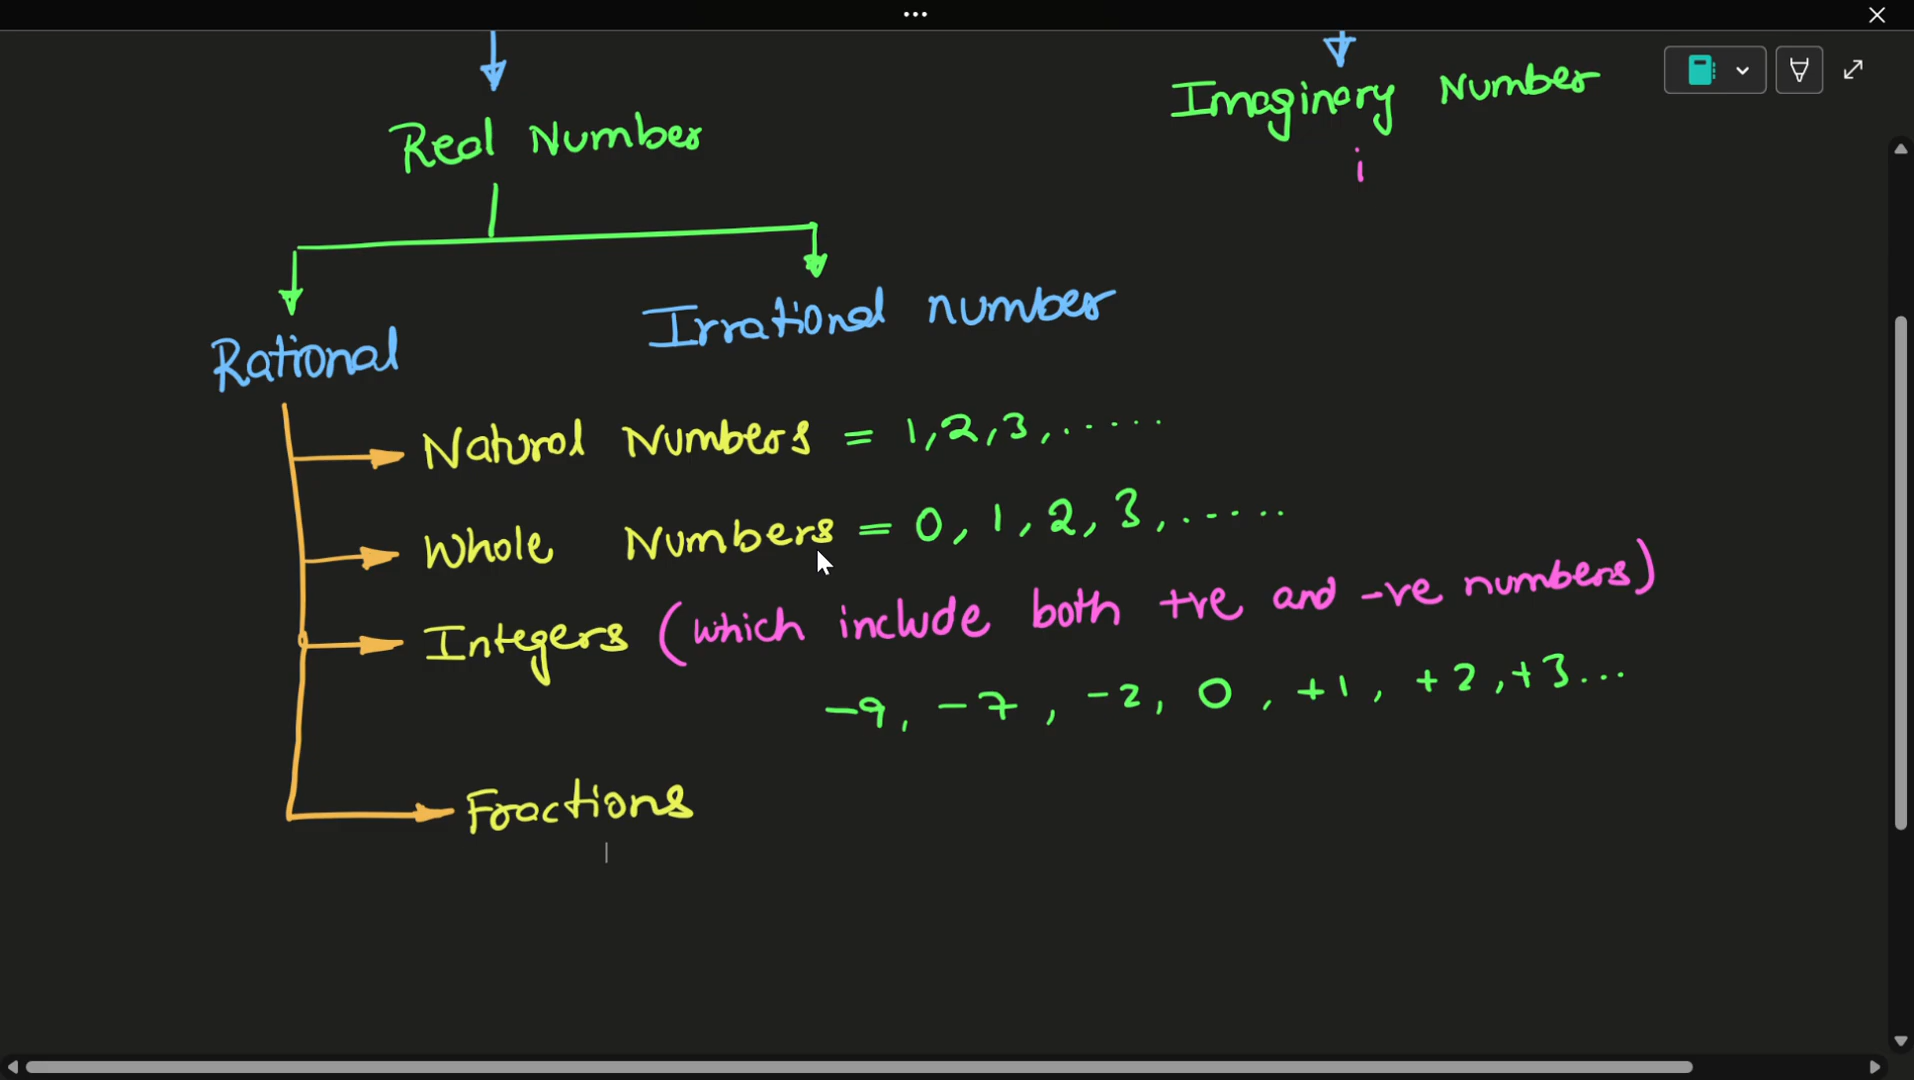 Real Number
Imaginary Number
i
Rational
Irrational number
Natural Numbers = 1,2,3,......
Whole Numbers = 0, 1, 2, 3,......
Integers (which include both +ve and -ve numbers)
-9, -7, -2, 0, +1, +2, +3...
Fractions